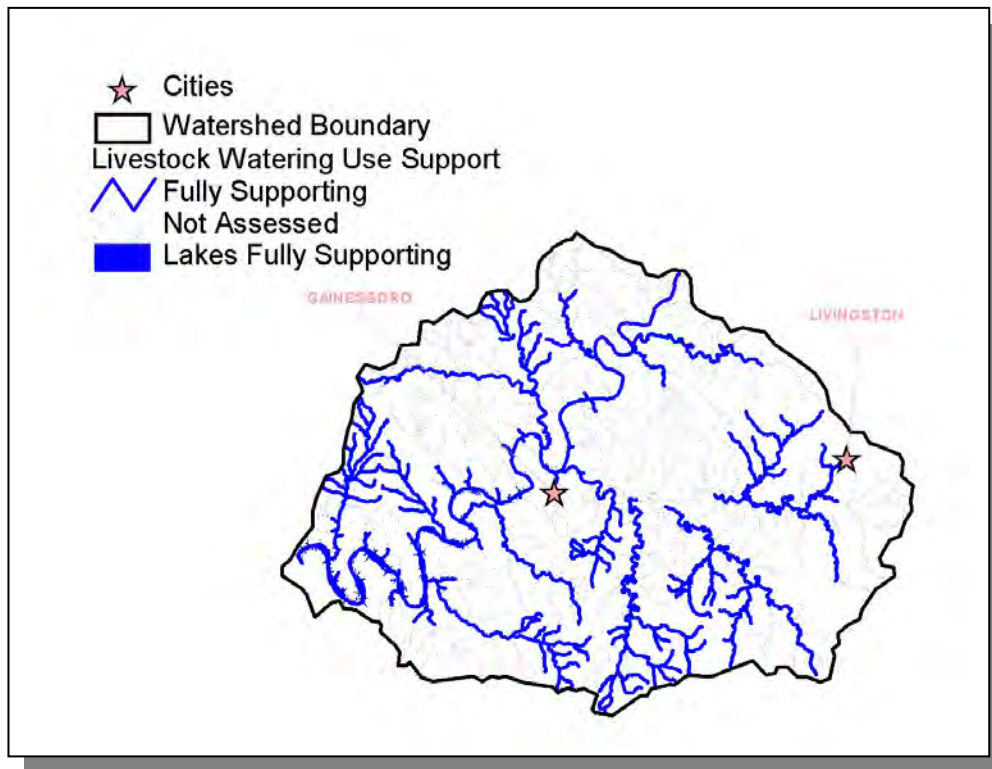 Cities
Watershed Boundary
Livestock Watering Use Support
Fully Supporting
Not Assessed
Lakes Fully Supporting
GAINESBORO
LIVINGSTON